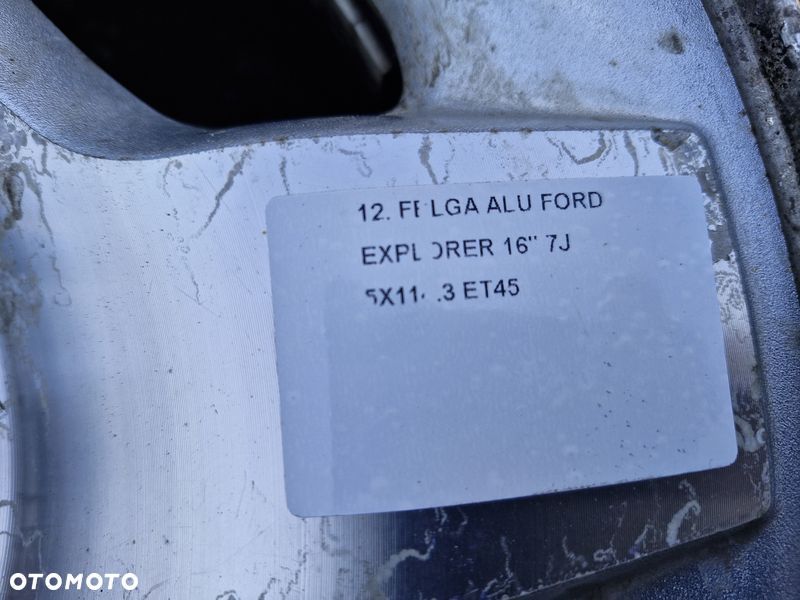 12. FELGA ALU FORD
EXPLORER 16" 7J
5X114.3 ET45
OTOMOTO